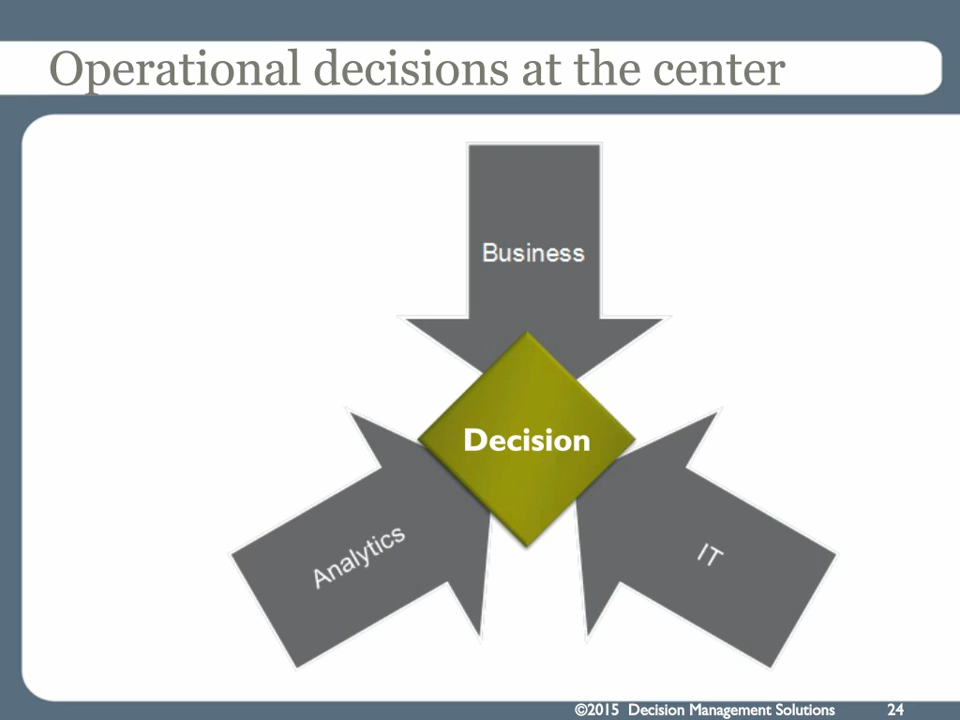 Operational decisions at the center
Business
Decision
Analytics
IT
©2015 Decision Management Solutions 24